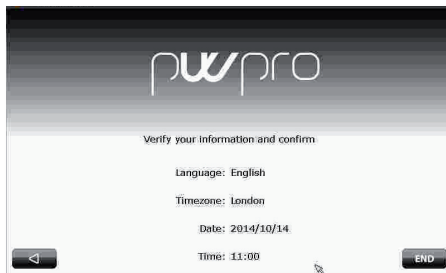 pwpro
Verify your information and confirm
Language: English
Timezone: London
Date: 2014/10/14
Time: 11:00
END